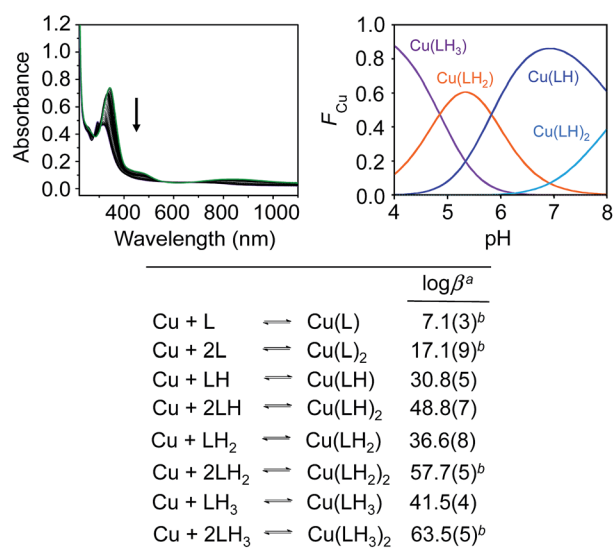 Absorbance
1.2
1.0
0.8
0.6
0.4
0.2
0.0
400 600 800 1000
Wavelength (nm)
F_Cu
1.0
0.8
0.6
0.4
0.2
0.0
Cu(LH₃)
Cu(LH₂)
Cu(LH)
Cu(LH)₂
4 5 6 7 8
pH
logβᵃ
Cu + L ⇌ Cu(L) 7.1(3)ᵇ
Cu + 2L ⇌ Cu(L)₂ 17.1(9)ᵇ
Cu + LH ⇌ Cu(LH) 30.8(5)
Cu + 2LH ⇌ Cu(LH)₂ 48.8(7)
Cu + LH₂ ⇌ Cu(LH₂) 36.6(8)
Cu + 2LH₂ ⇌ Cu(LH₂)₂ 57.7(5)ᵇ
Cu + LH₃ ⇌ Cu(LH₃) 41.5(4)
Cu + 2LH₃ ⇌ Cu(LH₃)₂ 63.5(5)ᵇ